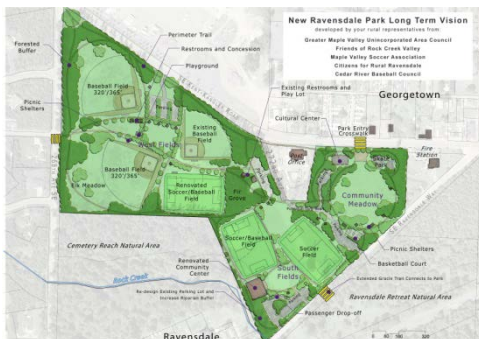 New Ravensdale Park Long Term Vision
developed by your rural representatives from:
Greater Maple Valley Unincorporated Area Council
Friends of Rock Creek Valley
Maple Valley Soccer Association
Citizens for Rural Ravensdale
Cedar River Baseball Council
Georgetown
Perimeter Trail
Restrooms and Concession
Playground
Forested
Buffer
Baseball Field
320'/365'
Existing Restrooms and
Play Lot
Cultural Center
Park Entry
Crosswalk
Picnic
Shelters
West Fields
Existing
Baseball
Field
Post
Office
Skate
Park
Fire
Station
Baseball Field
320'/365'
Elk Meadow
Renovated
Soccer/Baseball
Field
Fir
Grove
Community
Meadow
Cemetery Reach Natural Area
Soccer/Baseball
Field
Soccer
Field
Picnic Shelters
Basketball Court
Renovated
Community
Center
South
Fields
Extended Gracie Trail Connects to Park
Rock Creek
Ravensdale Retreat Natural Area
Re-design Existing Parking Lot and
Increase Riparian Buffer
Passenger Drop-off
Ravensdale